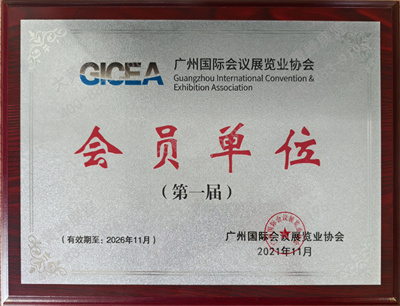 GICEA
广州国际会议展览业协会
Guangzhou International Convention &
Exhibition Association
会员单位
（第一届）
（有效期至：2026年11月）
广州国际会议展览业协会
2021年11月